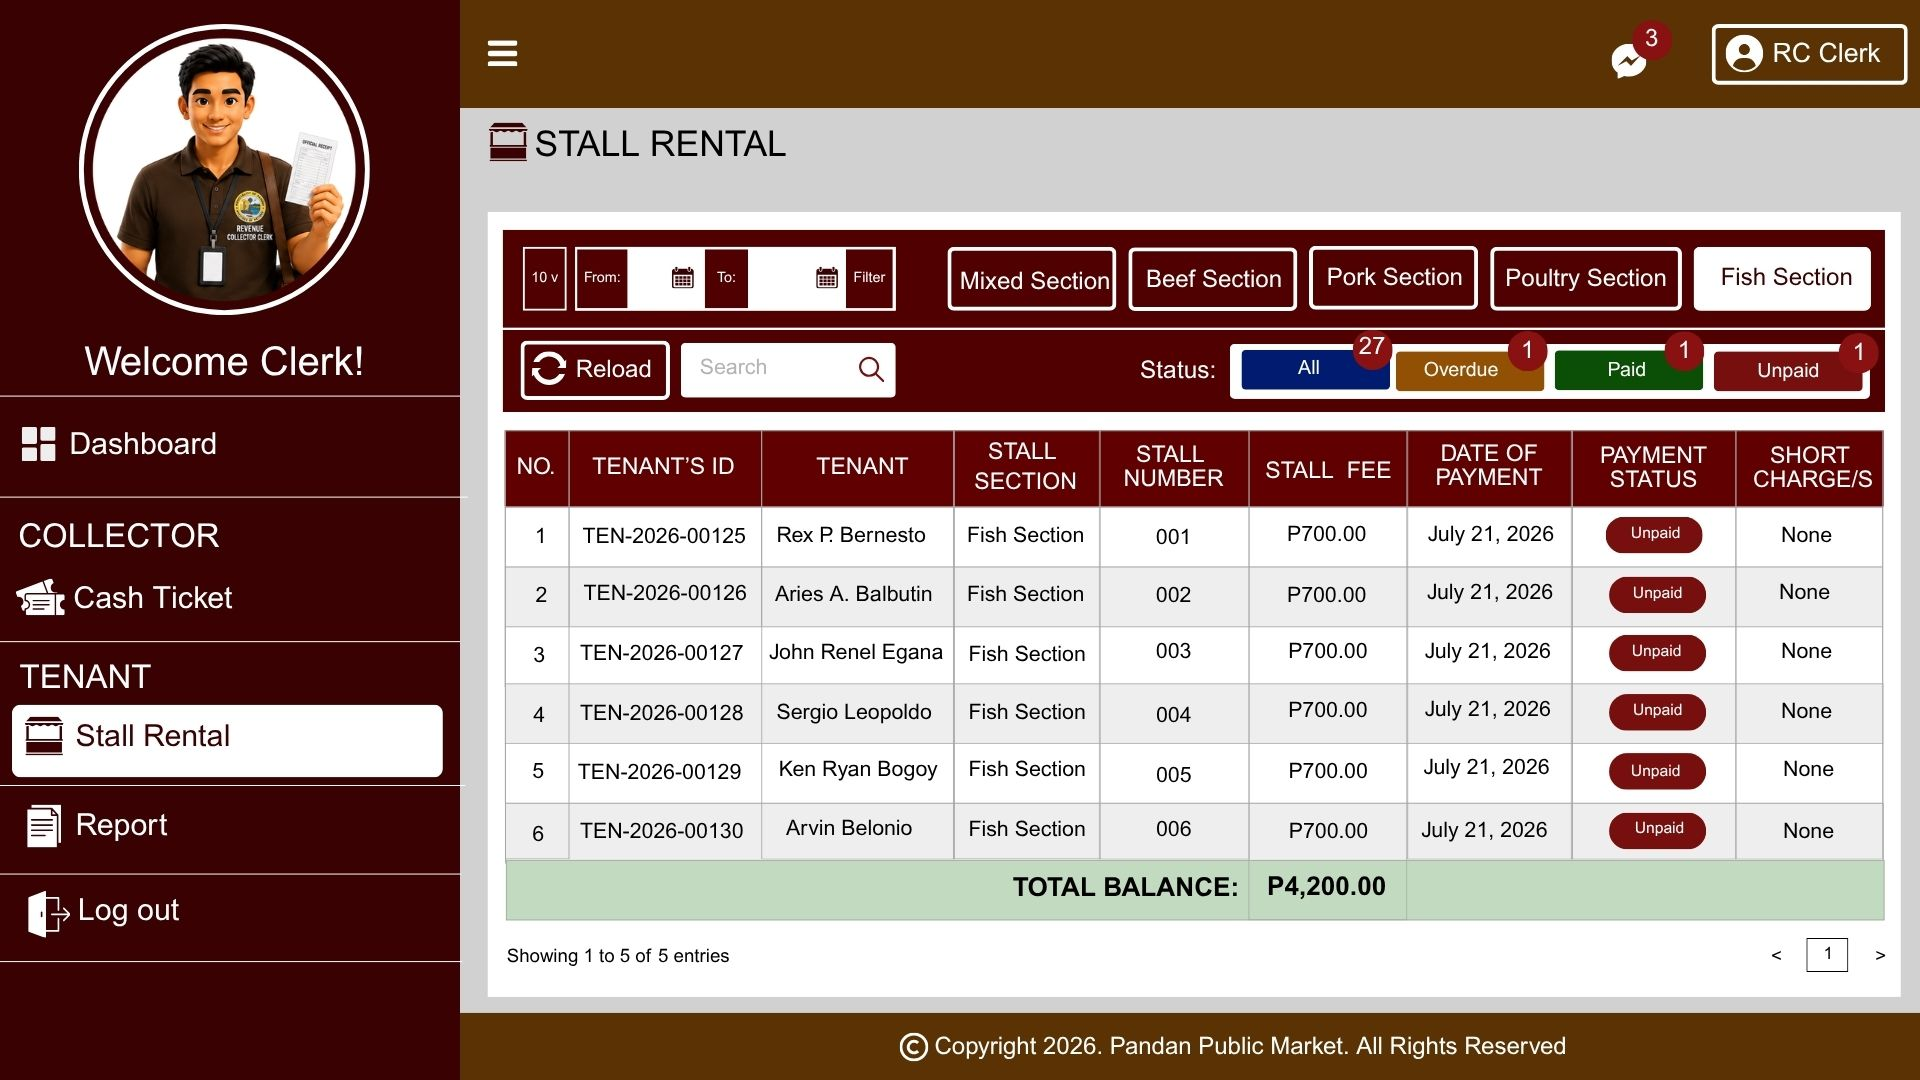 OFFICIAL RECEIPT
REVENUE
COLLECTOR CLERK
Welcome Clerk!
Dashboard
COLLECTOR
Cash Ticket
TENANT
Stall Rental
Report
Log out
3
RC Clerk
STALL RENTAL
10 v From: To: Filter Mixed Section Beef Section Pork Section Poultry Section Fish Section
Reload Search Status: All 27 Overdue 1 Paid 1 Unpaid 1
NO. TENANT’S ID TENANT STALL SECTION STALL NUMBER STALL FEE DATE OF PAYMENT PAYMENT STATUS SHORT CHARGE/S
1 TEN-2026-00125 Rex P. Bernesto Fish Section 001 P700.00 July 21, 2026 Unpaid None
2 TEN-2026-00126 Aries A. Balbutin Fish Section 002 P700.00 July 21, 2026 Unpaid None
3 TEN-2026-00127 John Renel Egana Fish Section 003 P700.00 July 21, 2026 Unpaid None
4 TEN-2026-00128 Sergio Leopoldo Fish Section 004 P700.00 July 21, 2026 Unpaid None
5 TEN-2026-00129 Ken Ryan Bogoy Fish Section 005 P700.00 July 21, 2026 Unpaid None
6 TEN-2026-00130 Arvin Belonio Fish Section 006 P700.00 July 21, 2026 Unpaid None
TOTAL BALANCE: P4,200.00
Showing 1 to 5 of 5 entries
< 1 >
© Copyright 2026. Pandan Public Market. All Rights Reserved